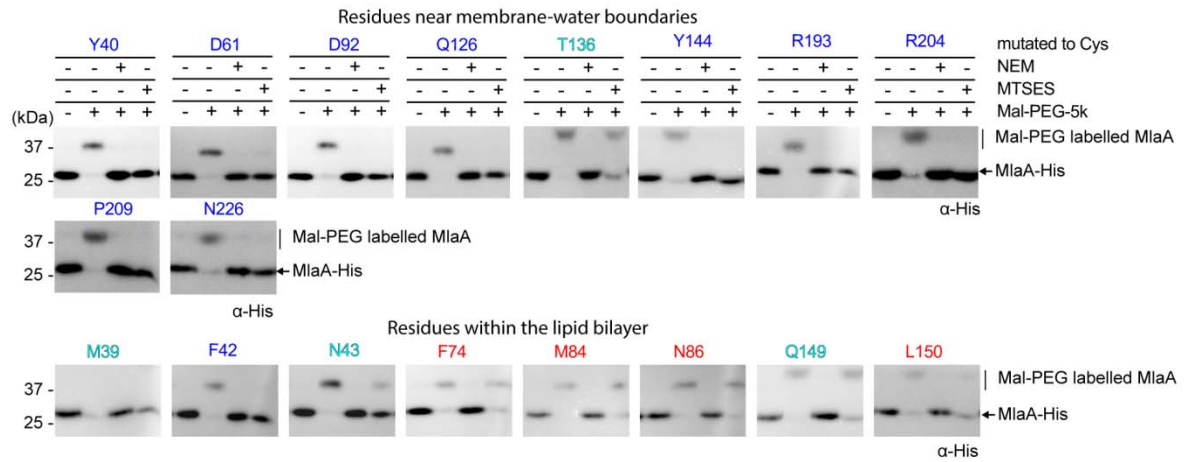 Residues near membrane-water boundaries
Y40 D61 D92 Q126 T136 Y144 R193 R204 mutated to Cys
- - + - - - + - - - + - - - + - - - + - - - + - - - + - - - + - NEM
- - - + - - - + - - - + - - - + - - - + - - - + - - - + - - - + MTSES
- + + + - + + + - + + + - + + + - + + + - + + + - + + + - + + + Mal-PEG-5k
(kDa)
37 - Mal-PEG labelled MlaA
25 - MlaA-His
α-His
P209 N226
37 - Mal-PEG labelled MlaA
25 - MlaA-His
α-His
Residues within the lipid bilayer
M39 F42 N43 F74 M84 N86 Q149 L150
37 - Mal-PEG labelled MlaA
25 - MlaA-His
α-His